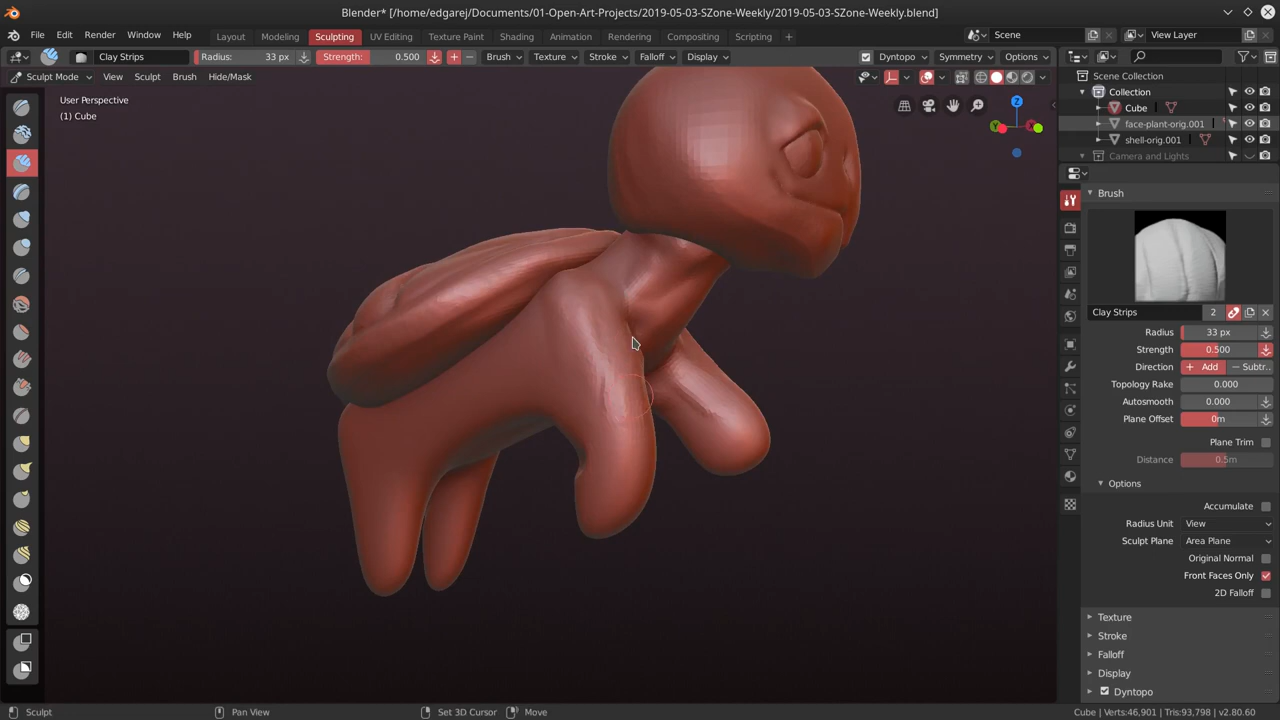 Blender* [/home/edgarej/Documents/01-Open-Art-Projects/2019-05-03-SZone-Weekly/2019-05-03-SZone-Weekly.blend]
File Edit Render Window Help Layout Modeling Sculpting UV Editing Texture Paint Shading Animation Rendering Compositing Scripting + Scene View Layer
Clay Strips Radius: 33 px Strength: 0.500 Brush Texture Stroke Falloff Display Dyntopo Symmetry Options
Sculpt Mode View Sculpt Brush Hide/Mask
Scene Collection
Collection
Cube
face-plant-orig.001
shell-orig.001
Camera and Lights
User Perspective
(1) Cube
Z
Brush
Clay Strips 2
Radius 33 px
Strength 0.500
Direction + Add − Subtr..
Topology Rake 0.000
Autosmooth 0.000
Plane Offset 0m
Plane Trim
Distance 0.5m
Options
Accumulate
Radius Unit View
Sculpt Plane Area Plane
Original Normal
Front Faces Only
2D Falloff
Texture
Stroke
Falloff
Display
Dyntopo
Sculpt Pan View Set 3D Cursor Move Cube | Verts:46,901 | Tris:93,798 | v2.80.60